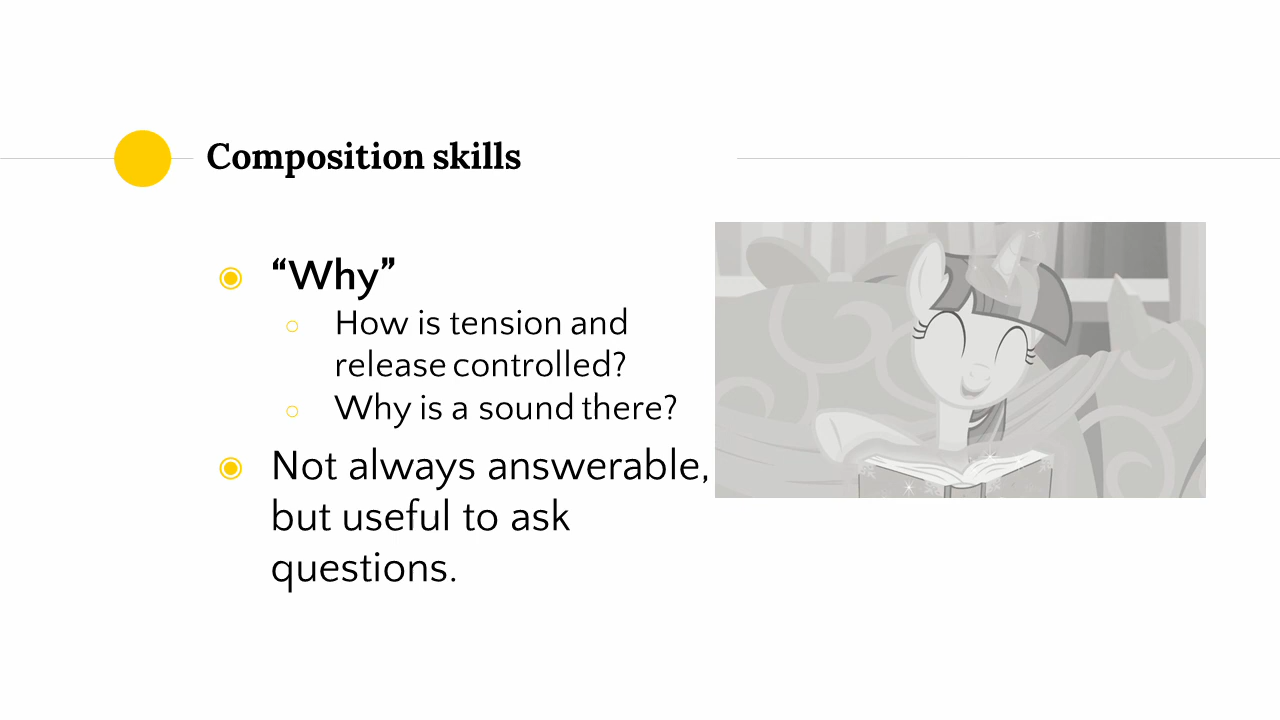 Composition skills
“Why”
How is tension and
release controlled?
Why is a sound there?
Not always answerable,
but useful to ask
questions.